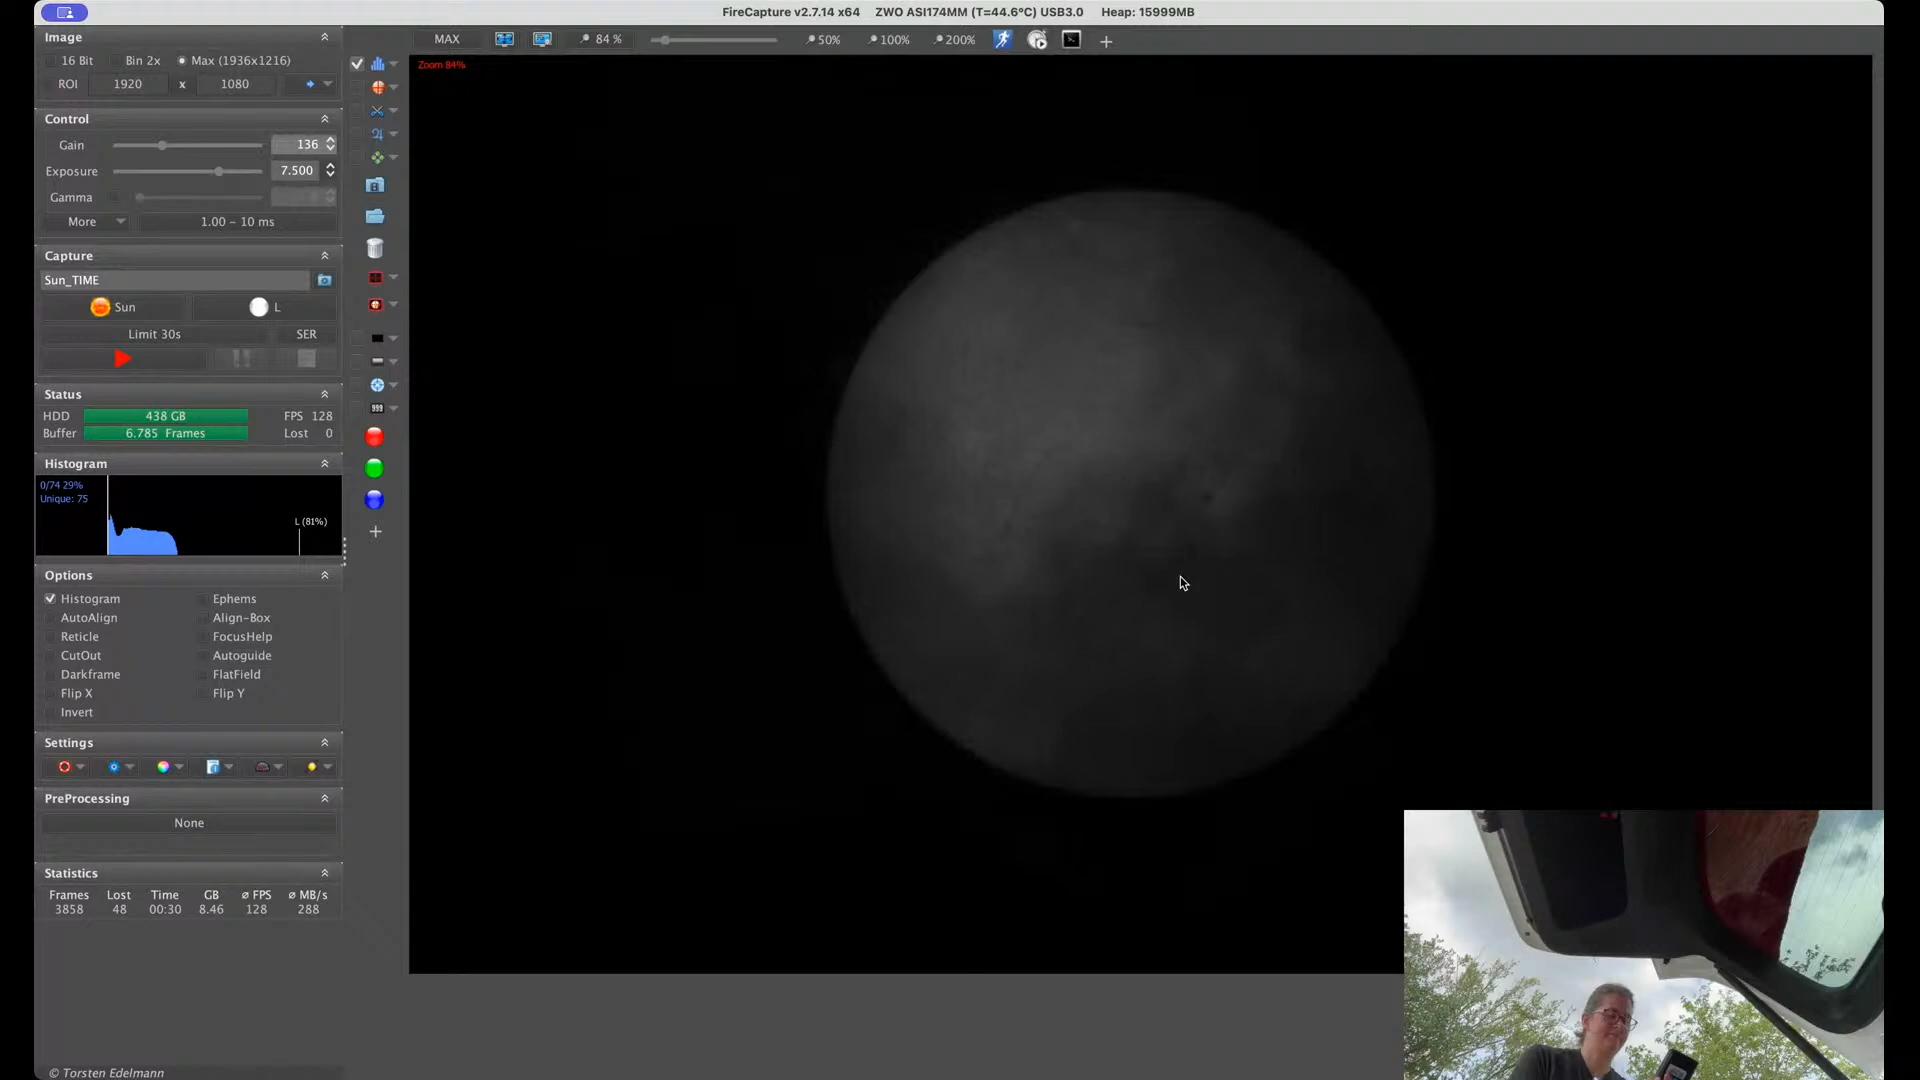 FireCapture v2.7.14 x64 ZWO ASI174MM (T=44.6°C) USB3.0 Heap: 15999MB
Image
16 Bit Bin 2x Max (1936x1216)
ROI 1920 x 1080
MAX 84 % 50% 100% 200%
Zoom 84%
Control
Gain 136
Exposure 7.500
Gamma
More 1.00 - 10 ms
Capture
Sun_TIME
Sun L
Limit 30s SER
Status
HDD 438 GB FPS 128
Buffer 6.785 Frames Lost 0
Histogram
0/74 29%
Unique: 75
L (81%)
Options
Histogram Ephems
AutoAlign Align-Box
Reticle FocusHelp
CutOut Autoguide
Darkframe FlatField
Flip X Flip Y
Invert
Settings
PreProcessing
None
Statistics
Frames Lost Time GB ø FPS ø MB/s
3858 48 00:30 8.46 128 288
999
© Torsten Edelmann